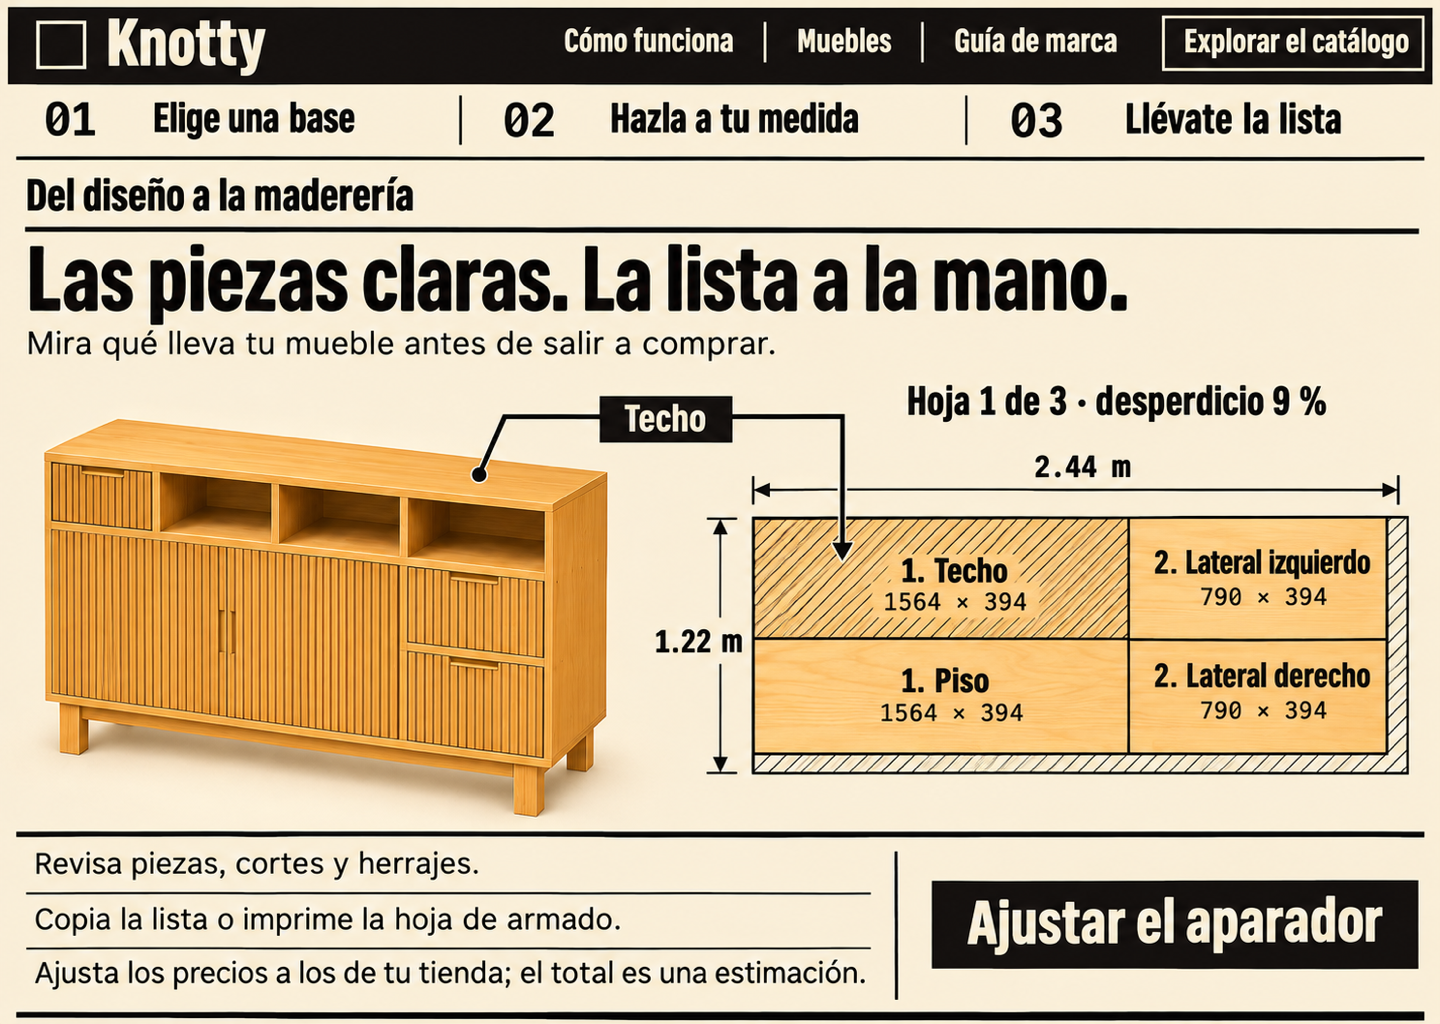 Knotty
Cómo funciona
Muebles
Guía de marca
Explorar el catálogo
01 Elige una base
02 Hazla a tu medida
03 Llévate la lista
Del diseño a la maderería
Las piezas claras. La lista a la mano.
Mira qué lleva tu mueble antes de salir a comprar.
Techo
Hoja 1 de 3 · desperdicio 9 %
2.44 m
1.22 m
1. Techo
1564 × 394
2. Lateral izquierdo
790 × 394
1. Piso
1564 × 394
2. Lateral derecho
790 × 394
Revisa piezas, cortes y herrajes.
Copia la lista o imprime la hoja de armado.
Ajusta los precios a los de tu tienda; el total es una estimación.
Ajustar el aparador